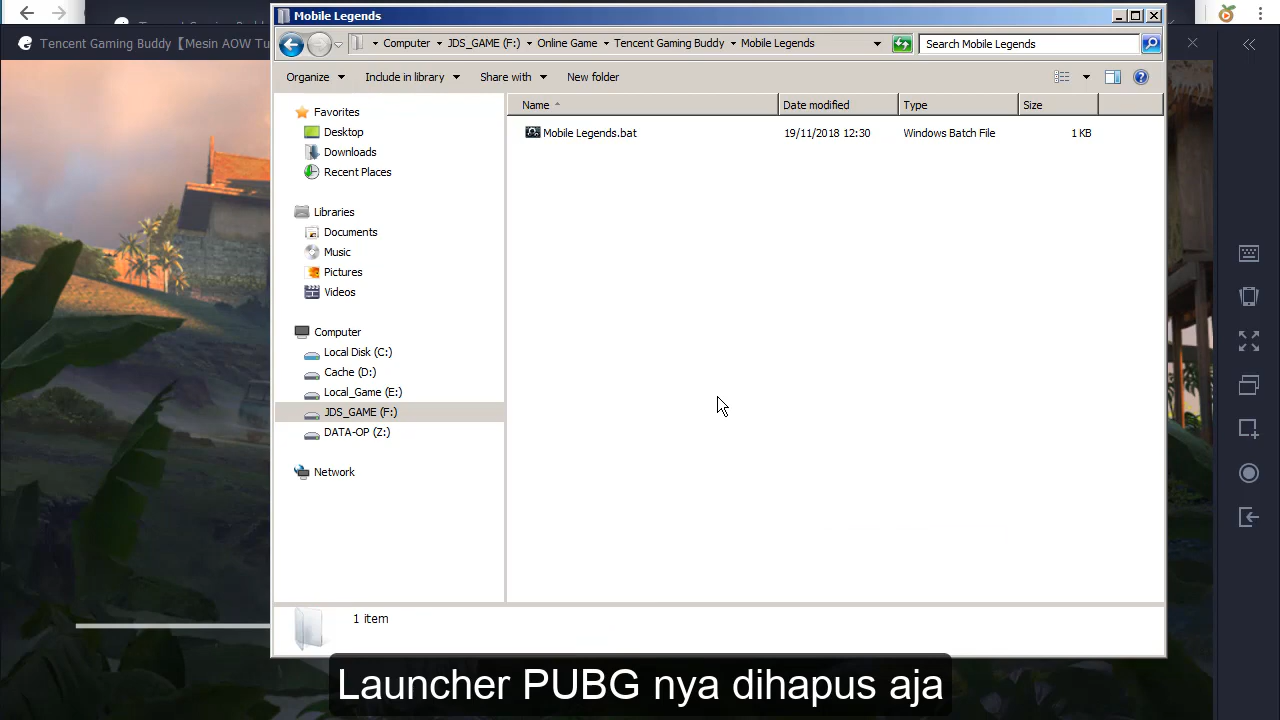 Mobile Legends
Tencent Gaming Buddy
Tencent Gaming Buddy【Mesin AOW Tu
Computer JDS_GAME (F:) Online Game Tencent Gaming Buddy Mobile Legends
Search Mobile Legends
Organize Include in library Share with New folder
Name Date modified Type Size
Mobile Legends.bat 19/11/2018 12:30 Windows Batch File 1 KB
Favorites
Desktop
Downloads
Recent Places
Libraries
Documents
Music
Pictures
Videos
Computer
Local Disk (C:)
Cache (D:)
Local_Game (E:)
JDS_GAME (F:)
DATA-OP (Z:)
Network
1 item
Launcher PUBG nya dihapus aja